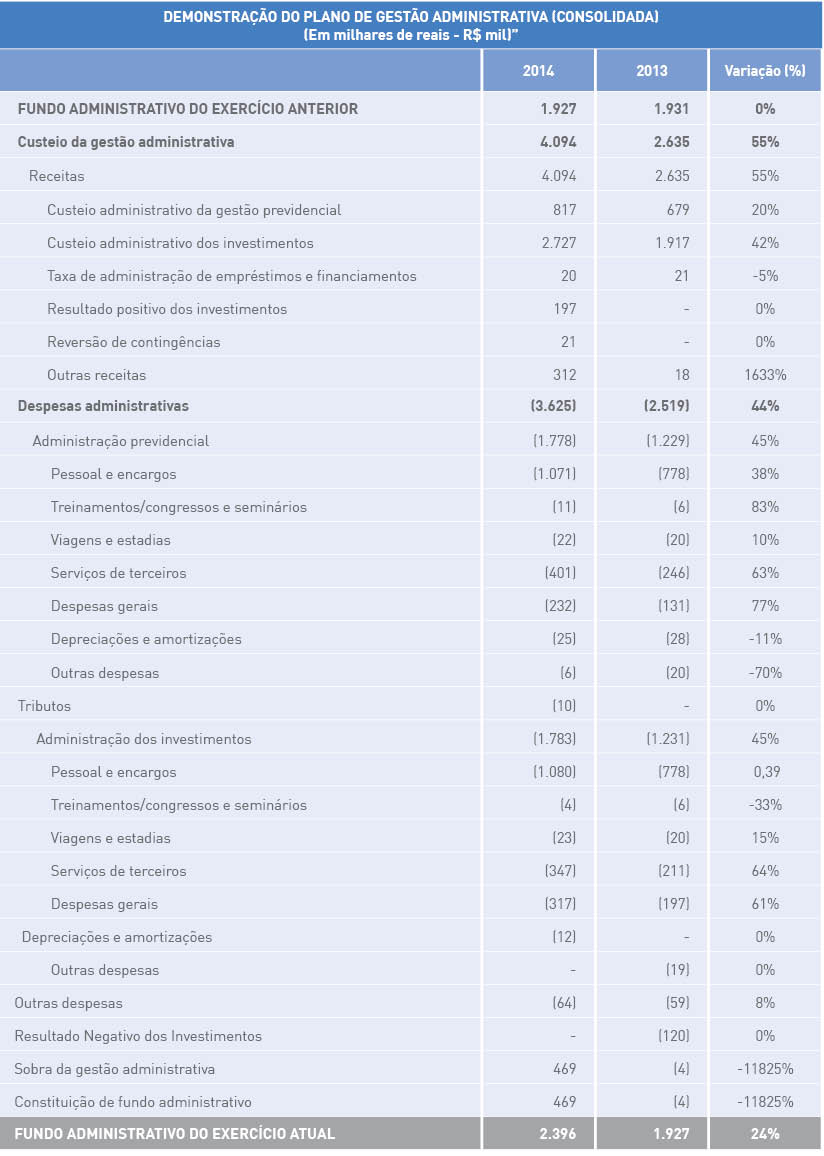 DEMONSTRAÇÃO DO PLANO DE GESTÃO ADMINISTRATIVA (CONSOLIDADA)
(Em milhares de reais - R$ mil)”
2014 2013 Variação (%)
FUNDO ADMINISTRATIVO DO EXERCÍCIO ANTERIOR 1.927 1.931 0%
Custeio da gestão administrativa 4.094 2.635 55%
Receitas 4.094 2.635 55%
Custeio administrativo da gestão previdencial 817 679 20%
Custeio administrativo dos investimentos 2.727 1.917 42%
Taxa de administração de empréstimos e financiamentos 20 21 -5%
Resultado positivo dos investimentos 197 - 0%
Reversão de contingências 21 - 0%
Outras receitas 312 18 1633%
Despesas administrativas (3.625) (2.519) 44%
Administração previdencial (1.778) (1.229) 45%
Pessoal e encargos (1.071) (778) 38%
Treinamentos/congressos e seminários (11) (6) 83%
Viagens e estadias (22) (20) 10%
Serviços de terceiros (401) (246) 63%
Despesas gerais (232) (131) 77%
Depreciações e amortizações (25) (28) -11%
Outras despesas (6) (20) -70%
Tributos (10) - 0%
Administração dos investimentos (1.783) (1.231) 45%
Pessoal e encargos (1.080) (778) 0,39
Treinamentos/congressos e seminários (4) (6) -33%
Viagens e estadias (23) (20) 15%
Serviços de terceiros (347) (211) 64%
Despesas gerais (317) (197) 61%
Depreciações e amortizações (12) - 0%
Outras despesas - (19) 0%
Outras despesas (64) (59) 8%
Resultado Negativo dos Investimentos - (120) 0%
Sobra da gestão administrativa 469 (4) -11825%
Constituição de fundo administrativo 469 (4) -11825%
FUNDO ADMINISTRATIVO DO EXERCÍCIO ATUAL 2.396 1.927 24%